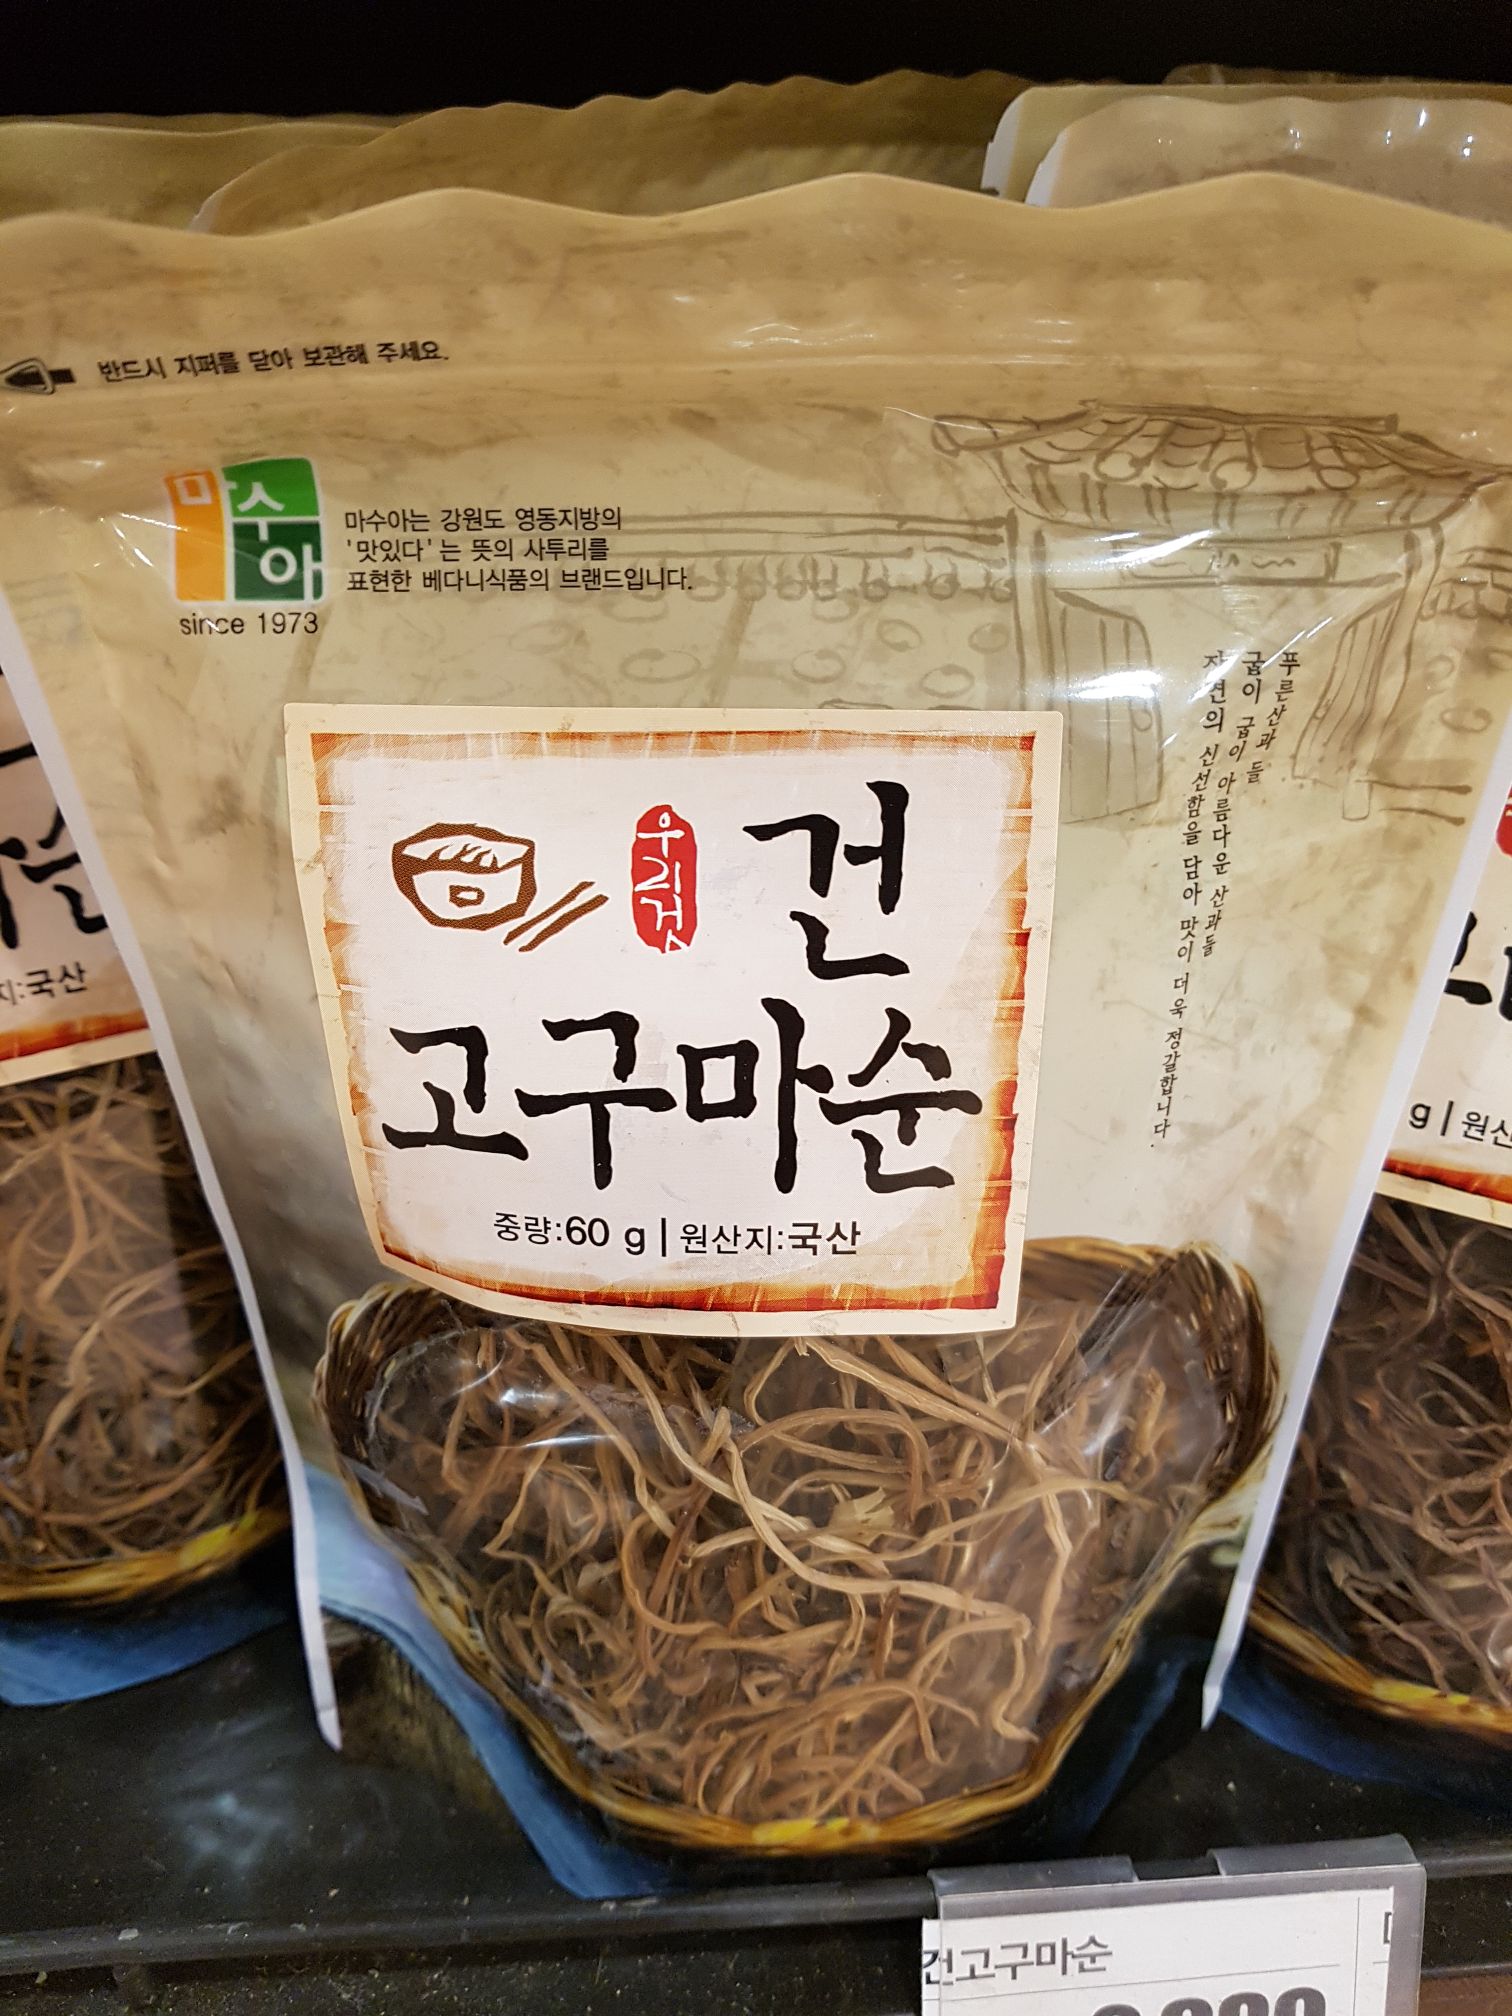 반드시 지퍼를 닫아 보관해 주세요.
마수아
since 1973
마수아는 강원도 영동지방의
'맛있다'는 뜻의 사투리를
표현한 베다니식품의 브랜드입니다.
푸른산과 들
굽이 굽이 아름다운 산과들
자연의 신선함을 담아 맛이 더욱 정갈합니다.
우리것
건
고구마순
중량:60 g | 원산지:국산
지:국산
g | 원산
건고구마순